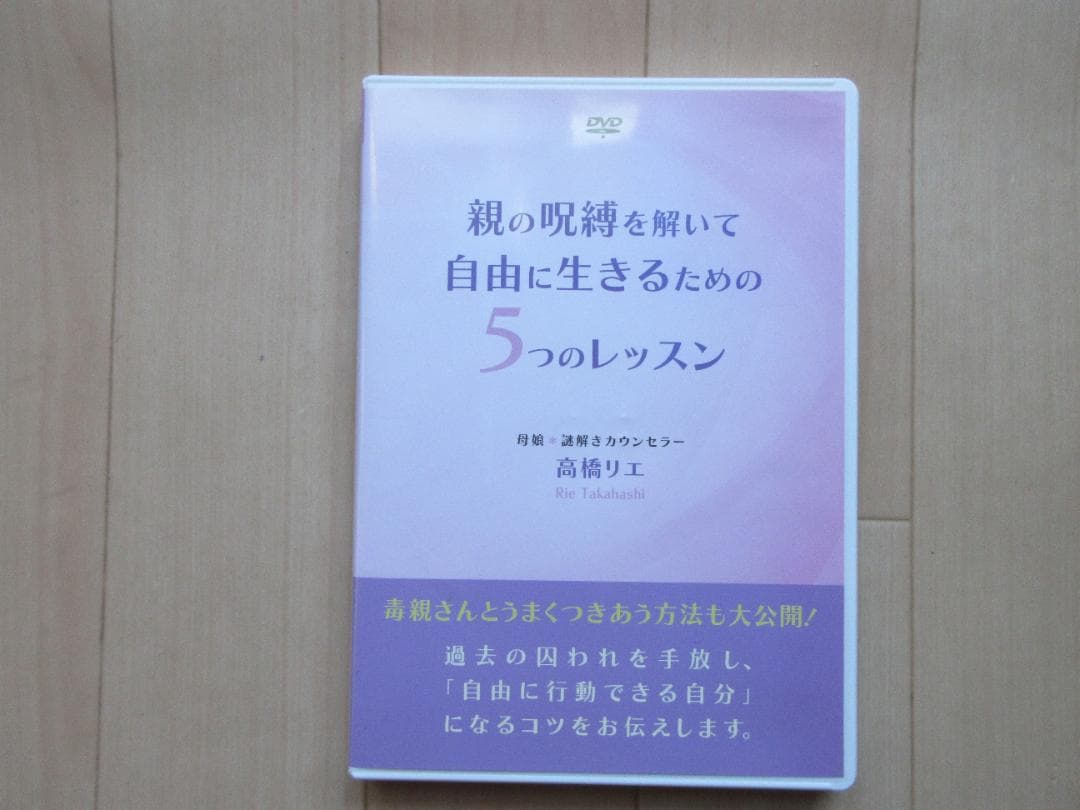 DVD
親の呪縛を解いて
自由に生きるための
5つのレッスン
母娘＊謎解きカウンセラー
高橋リエ
Rie Takahashi
毒親さんとうまくつきあう方法も大公開!
過去の囚われを手放し、
「自由に行動できる自分」
になるコツをお伝えします。